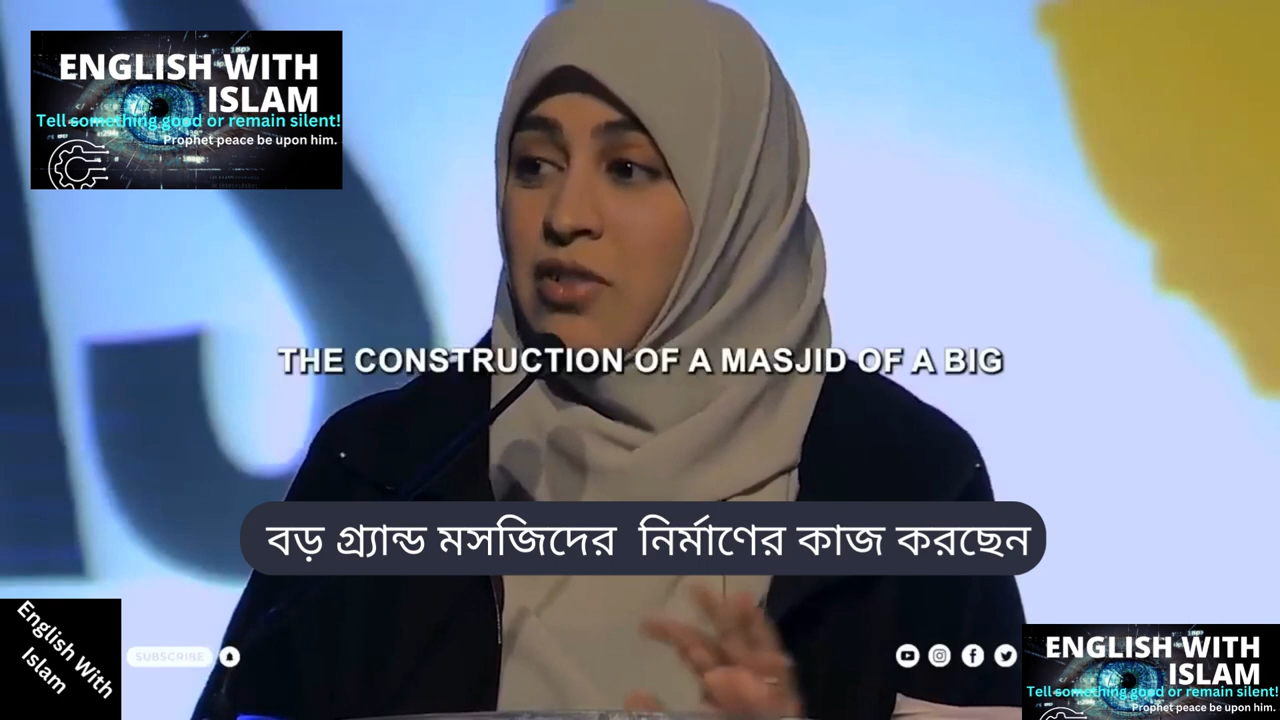 ENGLISH WITH
ISLAM
Tell something good or remain silent!
Prophet peace be upon him.
THE CONSTRUCTION OF A MASJID OF A BIG
বড় গ্র্যান্ড মসজিদের নির্মাণের কাজ করছেন
English With
Islam
SUBSCRIBE
ENGLISH WITH
ISLAM
Tell something good or remain silent!
Prophet peace be upon him.